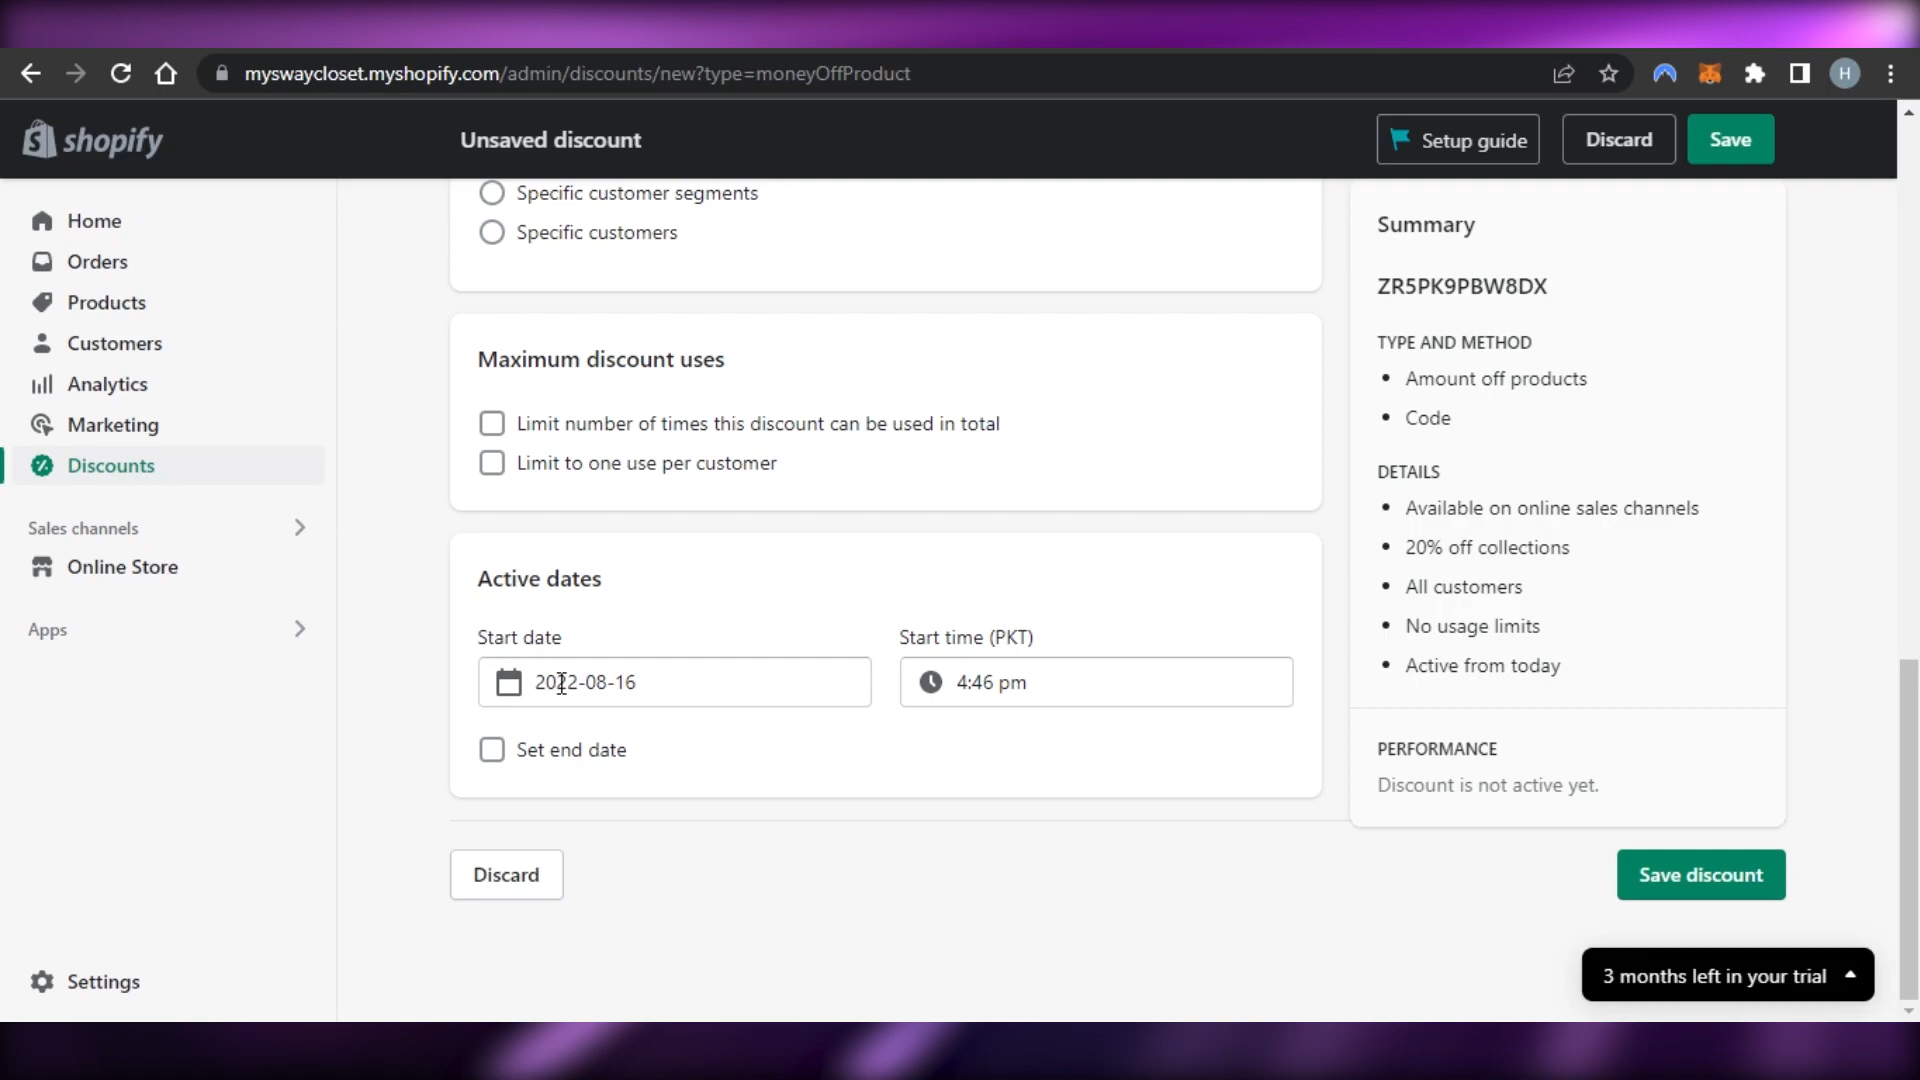 myswaycloset.myshopify.com/admin/discounts/new?type=moneyOffProduct
H
shopify
Unsaved discount
Setup guide
Discard
Save
Home
Orders
Products
Customers
Analytics
Marketing
Discounts
Sales channels
Online Store
Apps
Settings
Specific customer segments
Specific customers
Maximum discount uses
Limit number of times this discount can be used in total
Limit to one use per customer
Active dates
Start date
Start time (PKT)
2022-08-16
4:46 pm
Set end date
Discard
Summary
ZR5PK9PBW8DX
TYPE AND METHOD
• Amount off products
• Code
DETAILS
• Available on online sales channels
• 20% off collections
• All customers
• No usage limits
• Active from today
PERFORMANCE
Discount is not active yet.
Save discount
3 months left in your trial